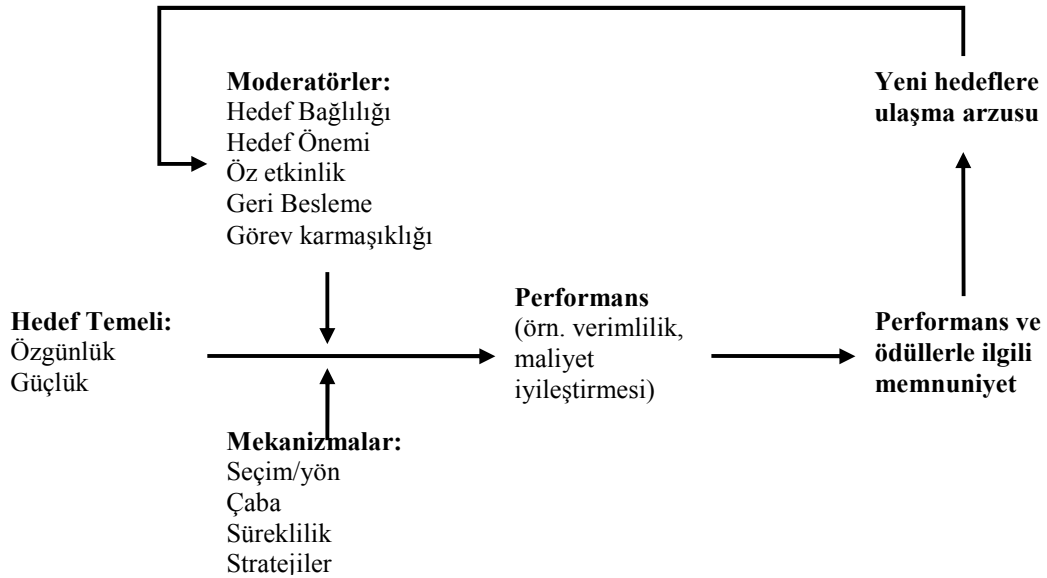 Moderatörler:
Hedef Bağlılığı
Hedef Önemi
Öz etkinlik
Geri Besleme
Görev karmaşıklığı
Yeni hedeflere
ulaşma arzusu
Hedef Temeli:
Özgünlük
Güçlük
Performans
(örn. verimlilik,
maliyet
iyileştirmesi)
Performans ve
ödüllerle ilgili
memnuniyet
Mekanizmalar:
Seçim/yön
Çaba
Süreklilik
Stratejiler